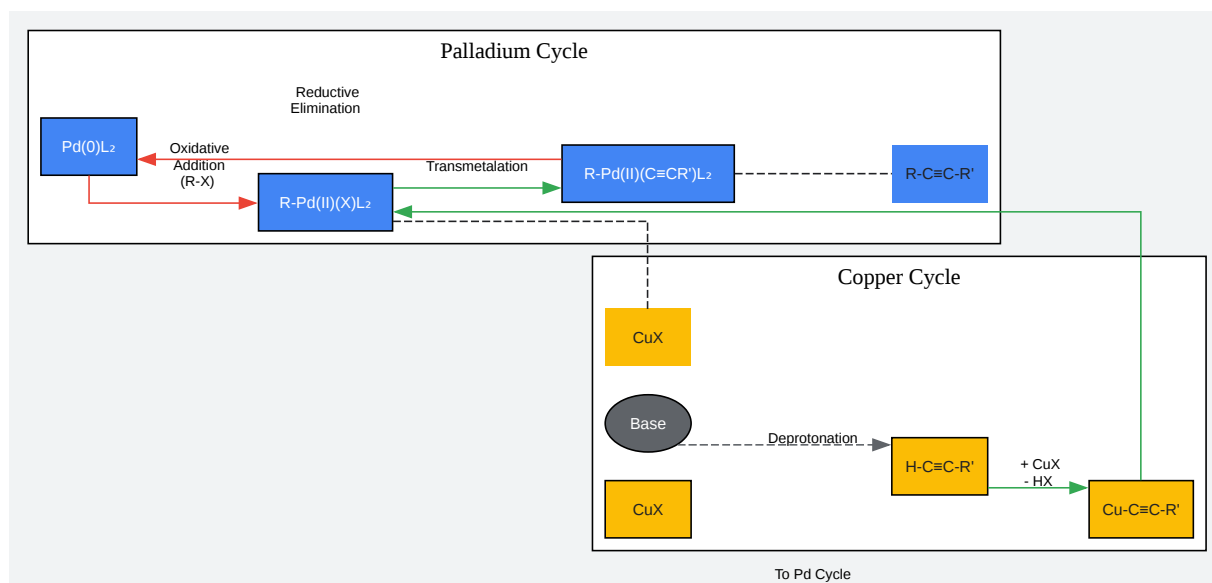 Palladium Cycle
Reductive
Elimination
Pd(0)L₂
Oxidative
Addition
(R-X)
Transmetalation
R-Pd(II)(X)L₂
R-Pd(II)(C≡CR')L₂
R-C≡C-R'
Copper Cycle
CuX
Base
Deprotonation
H-C≡C-R'
+ CuX
- HX
CuX
Cu-C≡C-R'
To Pd Cycle